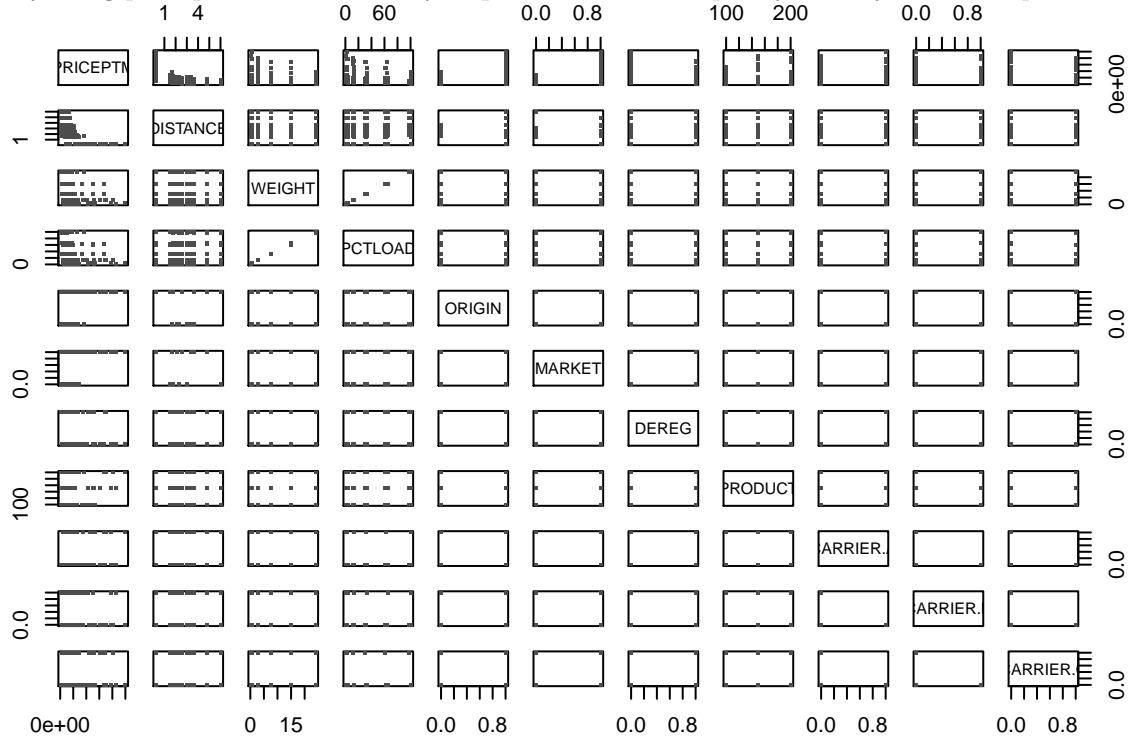 1 4 0 60 0.0 0.8 100 200 0.0 0.8
RICEPTM 0e+00
1 DISTANCE
WEIGHT 0
0 PCTLOAD
ORIGIN 0.0
0.0 MARKET
DEREG 0.0
100 PRODUCT
ARRIER. 0.0
0.0 ARRIER.
ARRIER. 0.0
0e+00 0 15 0.0 0.8 0.0 0.8 0.0 0.8 0.0 0.8